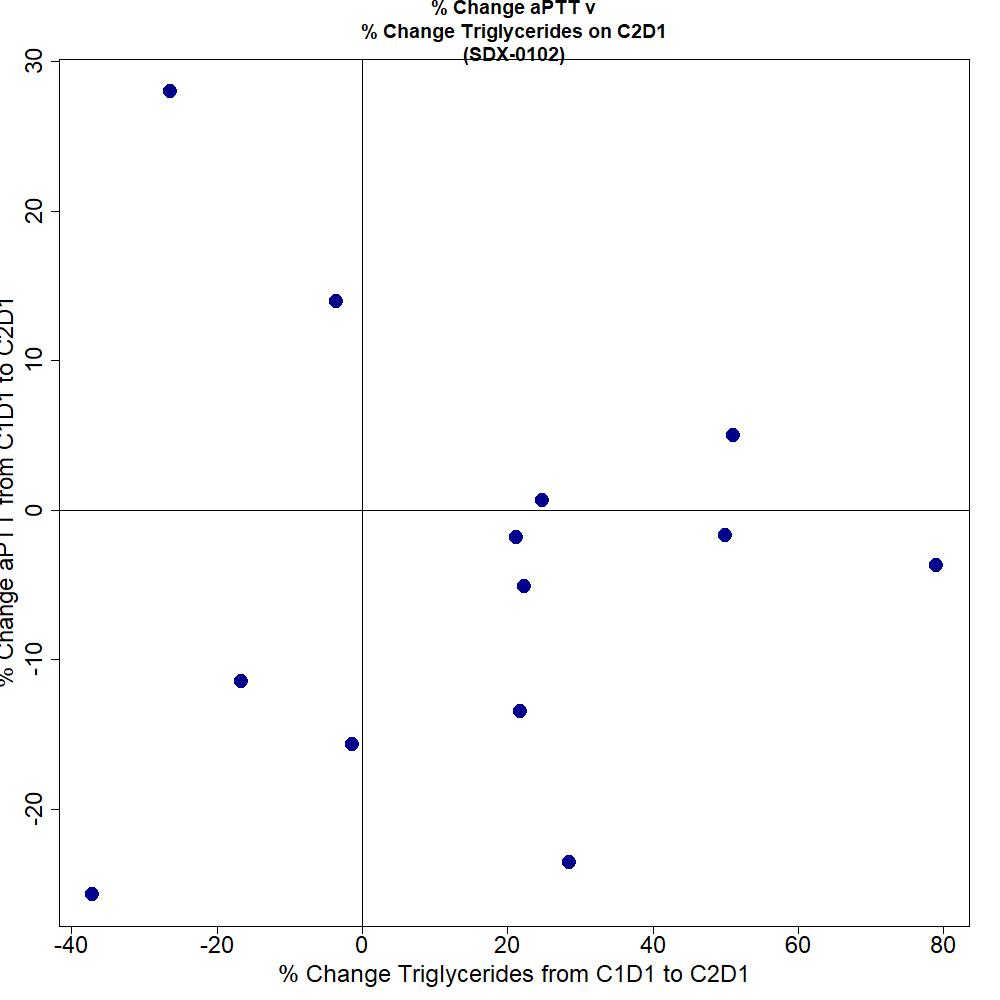 % Change aPTT v
% Change Triglycerides on C2D1
(SDX-0102)
30
20
10
0
-10
-20
% Change aPTT from C1D1 to C2D1
-40
-20
0
20
40
60
80
% Change Triglycerides from C1D1 to C2D1